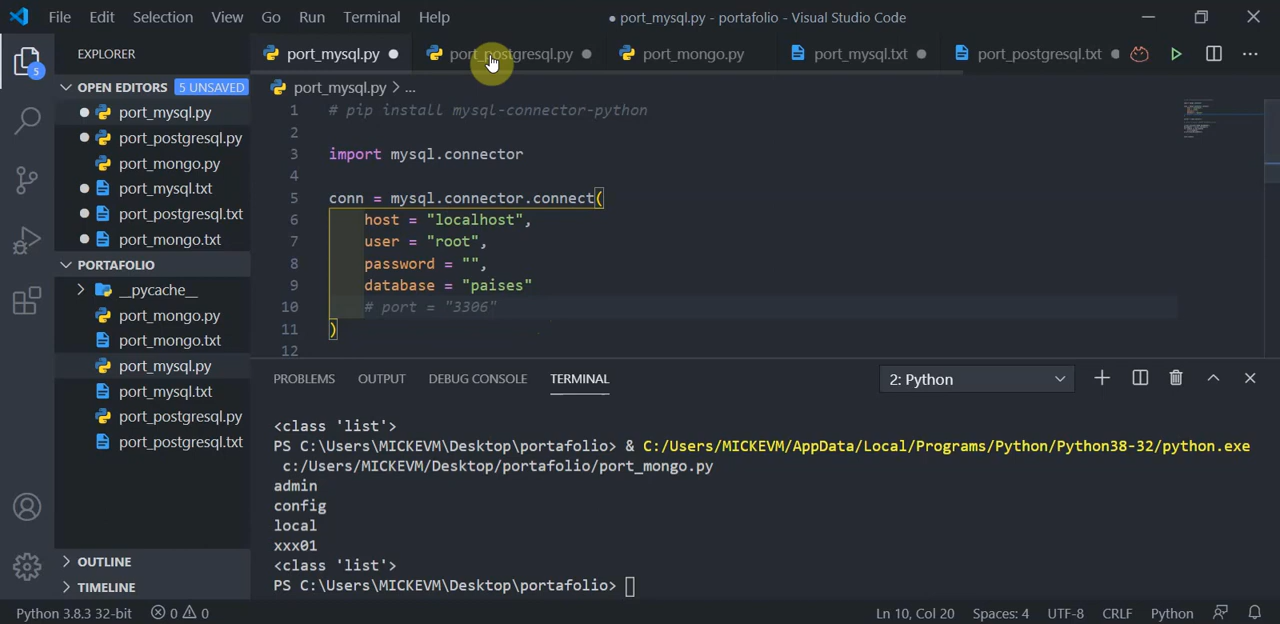 File Edit Selection View Go Run Terminal Help
● port_mysql.py - portafolio - Visual Studio Code
EXPLORER
port_mysql.py ●
port_postgresql.py ●
port_mongo.py
port_mysql.txt ●
port_postgresql.txt ●
OPEN EDITORS 5 UNSAVED
port_mysql.py
port_postgresql.py
port_mongo.py
port_mysql.txt
port_postgresql.txt
port_mongo.txt
PORTAFOLIO
__pycache__
port_mongo.py
port_mongo.txt
port_mysql.py
port_mysql.txt
port_postgresql.py
port_postgresql.txt
OUTLINE
TIMELINE
5
port_mysql.py > ...
1 # pip install mysql-connector-python
2
3 import mysql.connector
4
5 conn = mysql.connector.connect(
6 host = "localhost",
7 user = "root",
8 password = "",
9 database = "paises"
10 # port = "3306"
11 )
12
PROBLEMS OUTPUT DEBUG CONSOLE TERMINAL
2: Python
<class 'list'>
PS C:\Users\MICKEVM\Desktop\portafolio> & C:/Users/MICKEVM/AppData/Local/Programs/Python/Python38-32/python.exe
c:/Users/MICKEVM/Desktop/portafolio/port_mongo.py
admin
config
local
xxx01
<class 'list'>
PS C:\Users\MICKEVM\Desktop\portafolio>
Python 3.8.3 32-bit 0 0
Ln 10, Col 20 Spaces: 4 UTF-8 CRLF Python